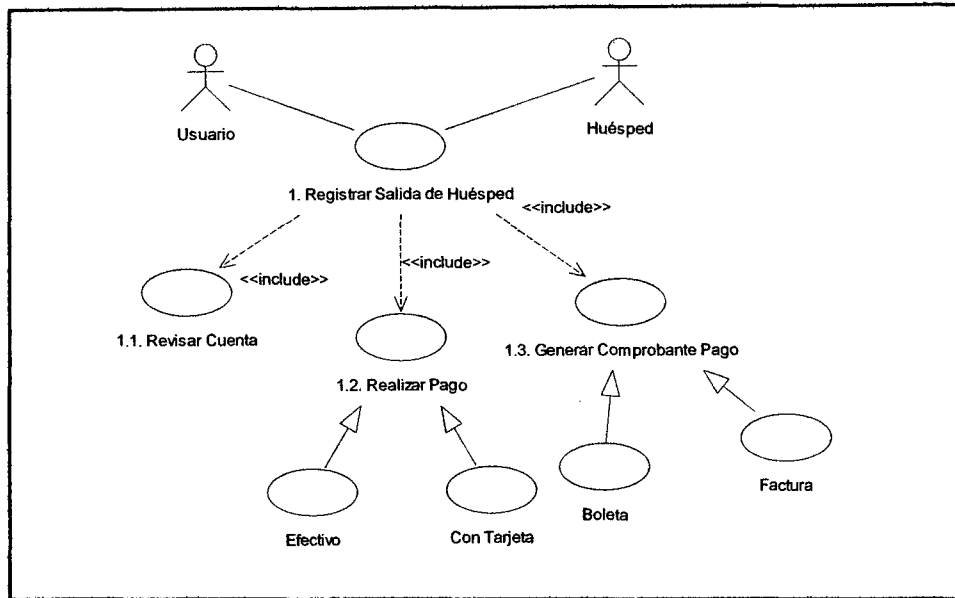 Usuario
Huésped
1. Registrar Salida de Huésped
<<include>>
<<include>>
<<include>>
1.1. Revisar Cuenta
1.2. Realizar Pago
1.3. Generar Comprobante Pago
Efectivo
Con Tarjeta
Boleta
Factura